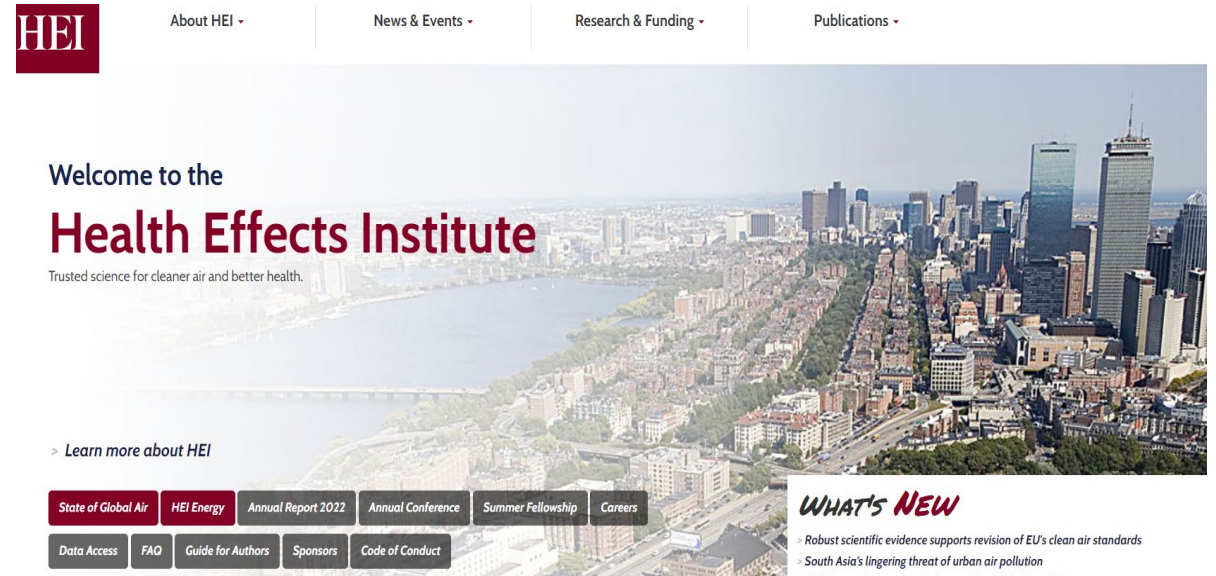 HEI
About HEI
News & Events
Research & Funding
Publications
Welcome to the
Health Effects Institute
Trusted science for cleaner air and better health.
> Learn more about HEI
State of Global Air
HEI Energy
Annual Report 2022
Annual Conference
Summer Fellowship
Careers
Data Access
FAQ
Guide for Authors
Sponsors
Code of Conduct
WHAT'S NEW
> Robust scientific evidence supports revision of EU's clean air standards
> South Asia's lingering threat of urban air pollution